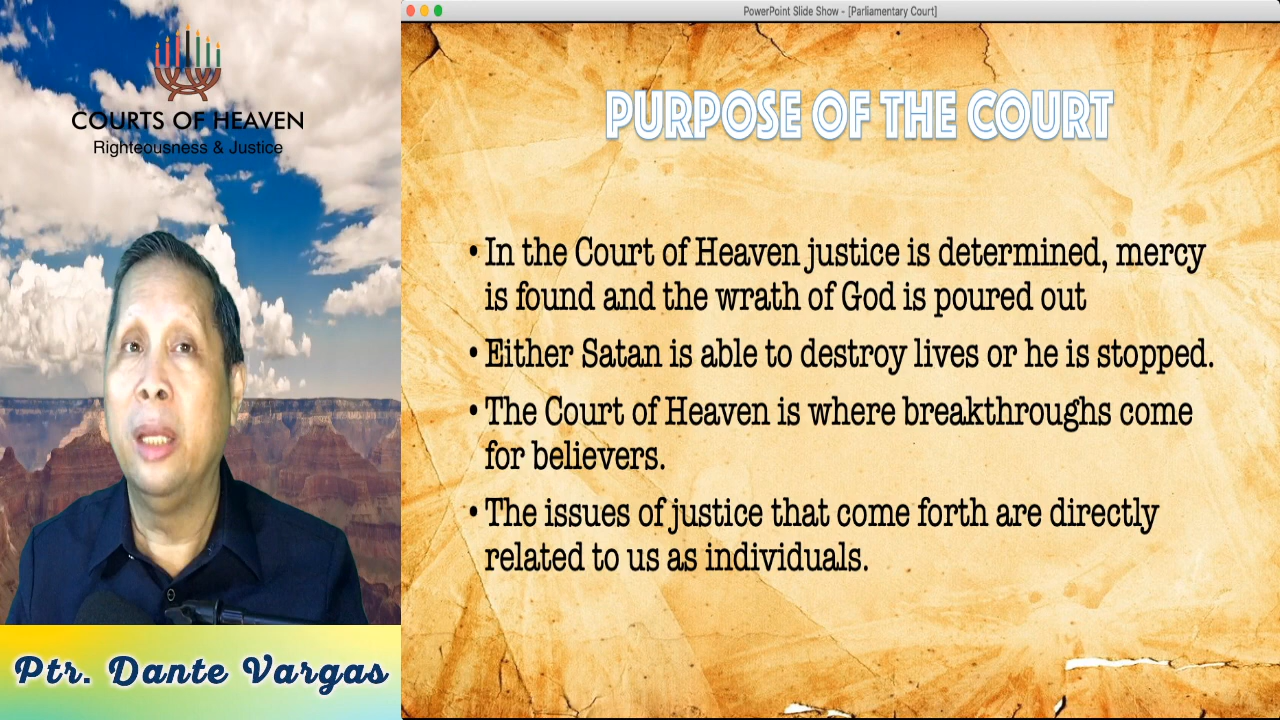 COURTS OF HEAVEN
Righteousness & Justice
Ptr. Dante Vargas
PowerPoint Slide Show - [Parliamentary Court]
PURPOSE OF THE COURT
• In the Court of Heaven justice is determined, mercy
is found and the wrath of God is poured out
• Either Satan is able to destroy lives or he is stopped.
• The Court of Heaven is where breakthroughs come
for believers.
• The issues of justice that come forth are directly
related to us as individuals.